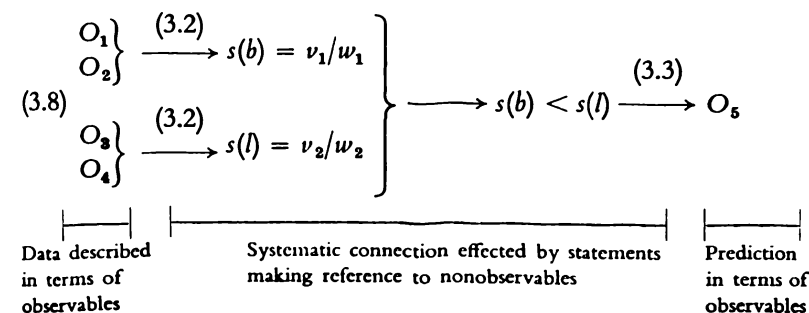 O₁
O₂
(3.2)
s(b) = v₁/w₁
(3.8)
O₃
O₄
(3.2)
s(l) = v₂/w₂
s(b) < s(l)
(3.3)
O₅
Data described
in terms of
observables
Systematic connection effected by statements
making reference to nonobservables
Prediction
in terms of
observables